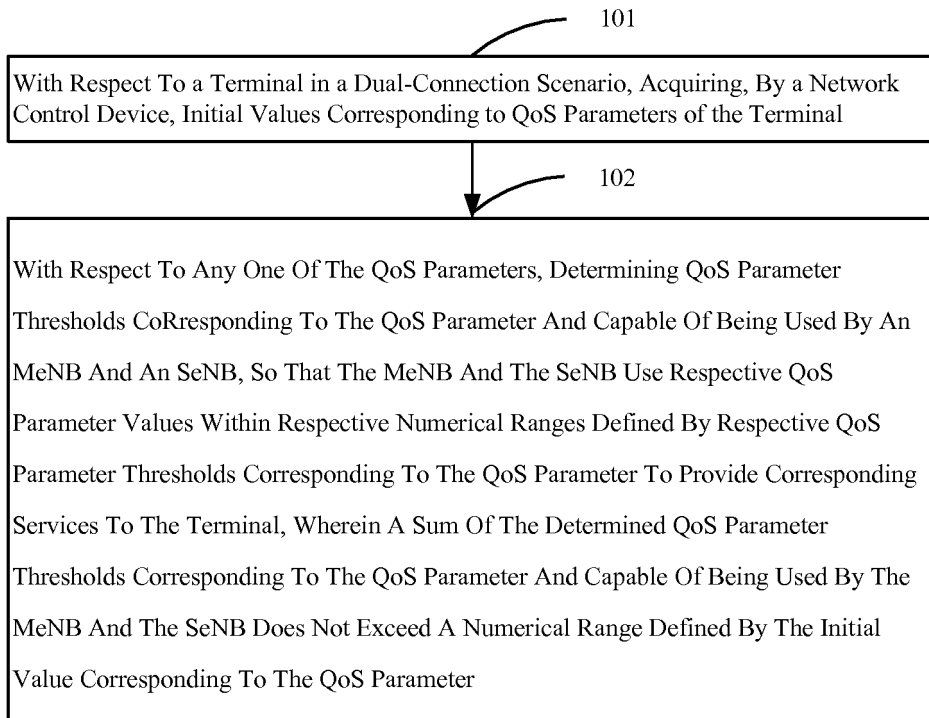 101
With Respect To a Terminal in a Dual-Connection Scenario, Acquiring, By a Network
Control Device, Initial Values Corresponding to QoS Parameters of the Terminal
102
With Respect To Any One Of The QoS Parameters, Determining QoS Parameter
Thresholds CoRresponding To The QoS Parameter And Capable Of Being Used By An
MeNB And An SeNB, So That The MeNB And The SeNB Use Respective QoS
Parameter Values Within Respective Numerical Ranges Defined By Respective QoS
Parameter Thresholds Corresponding To The QoS Parameter To Provide Corresponding
Services To The Terminal, Wherein A Sum Of The Determined QoS Parameter
Thresholds Corresponding To The QoS Parameter And Capable Of Being Used By The
MeNB And The SeNB Does Not Exceed A Numerical Range Defined By The Initial
Value Corresponding To The QoS Parameter